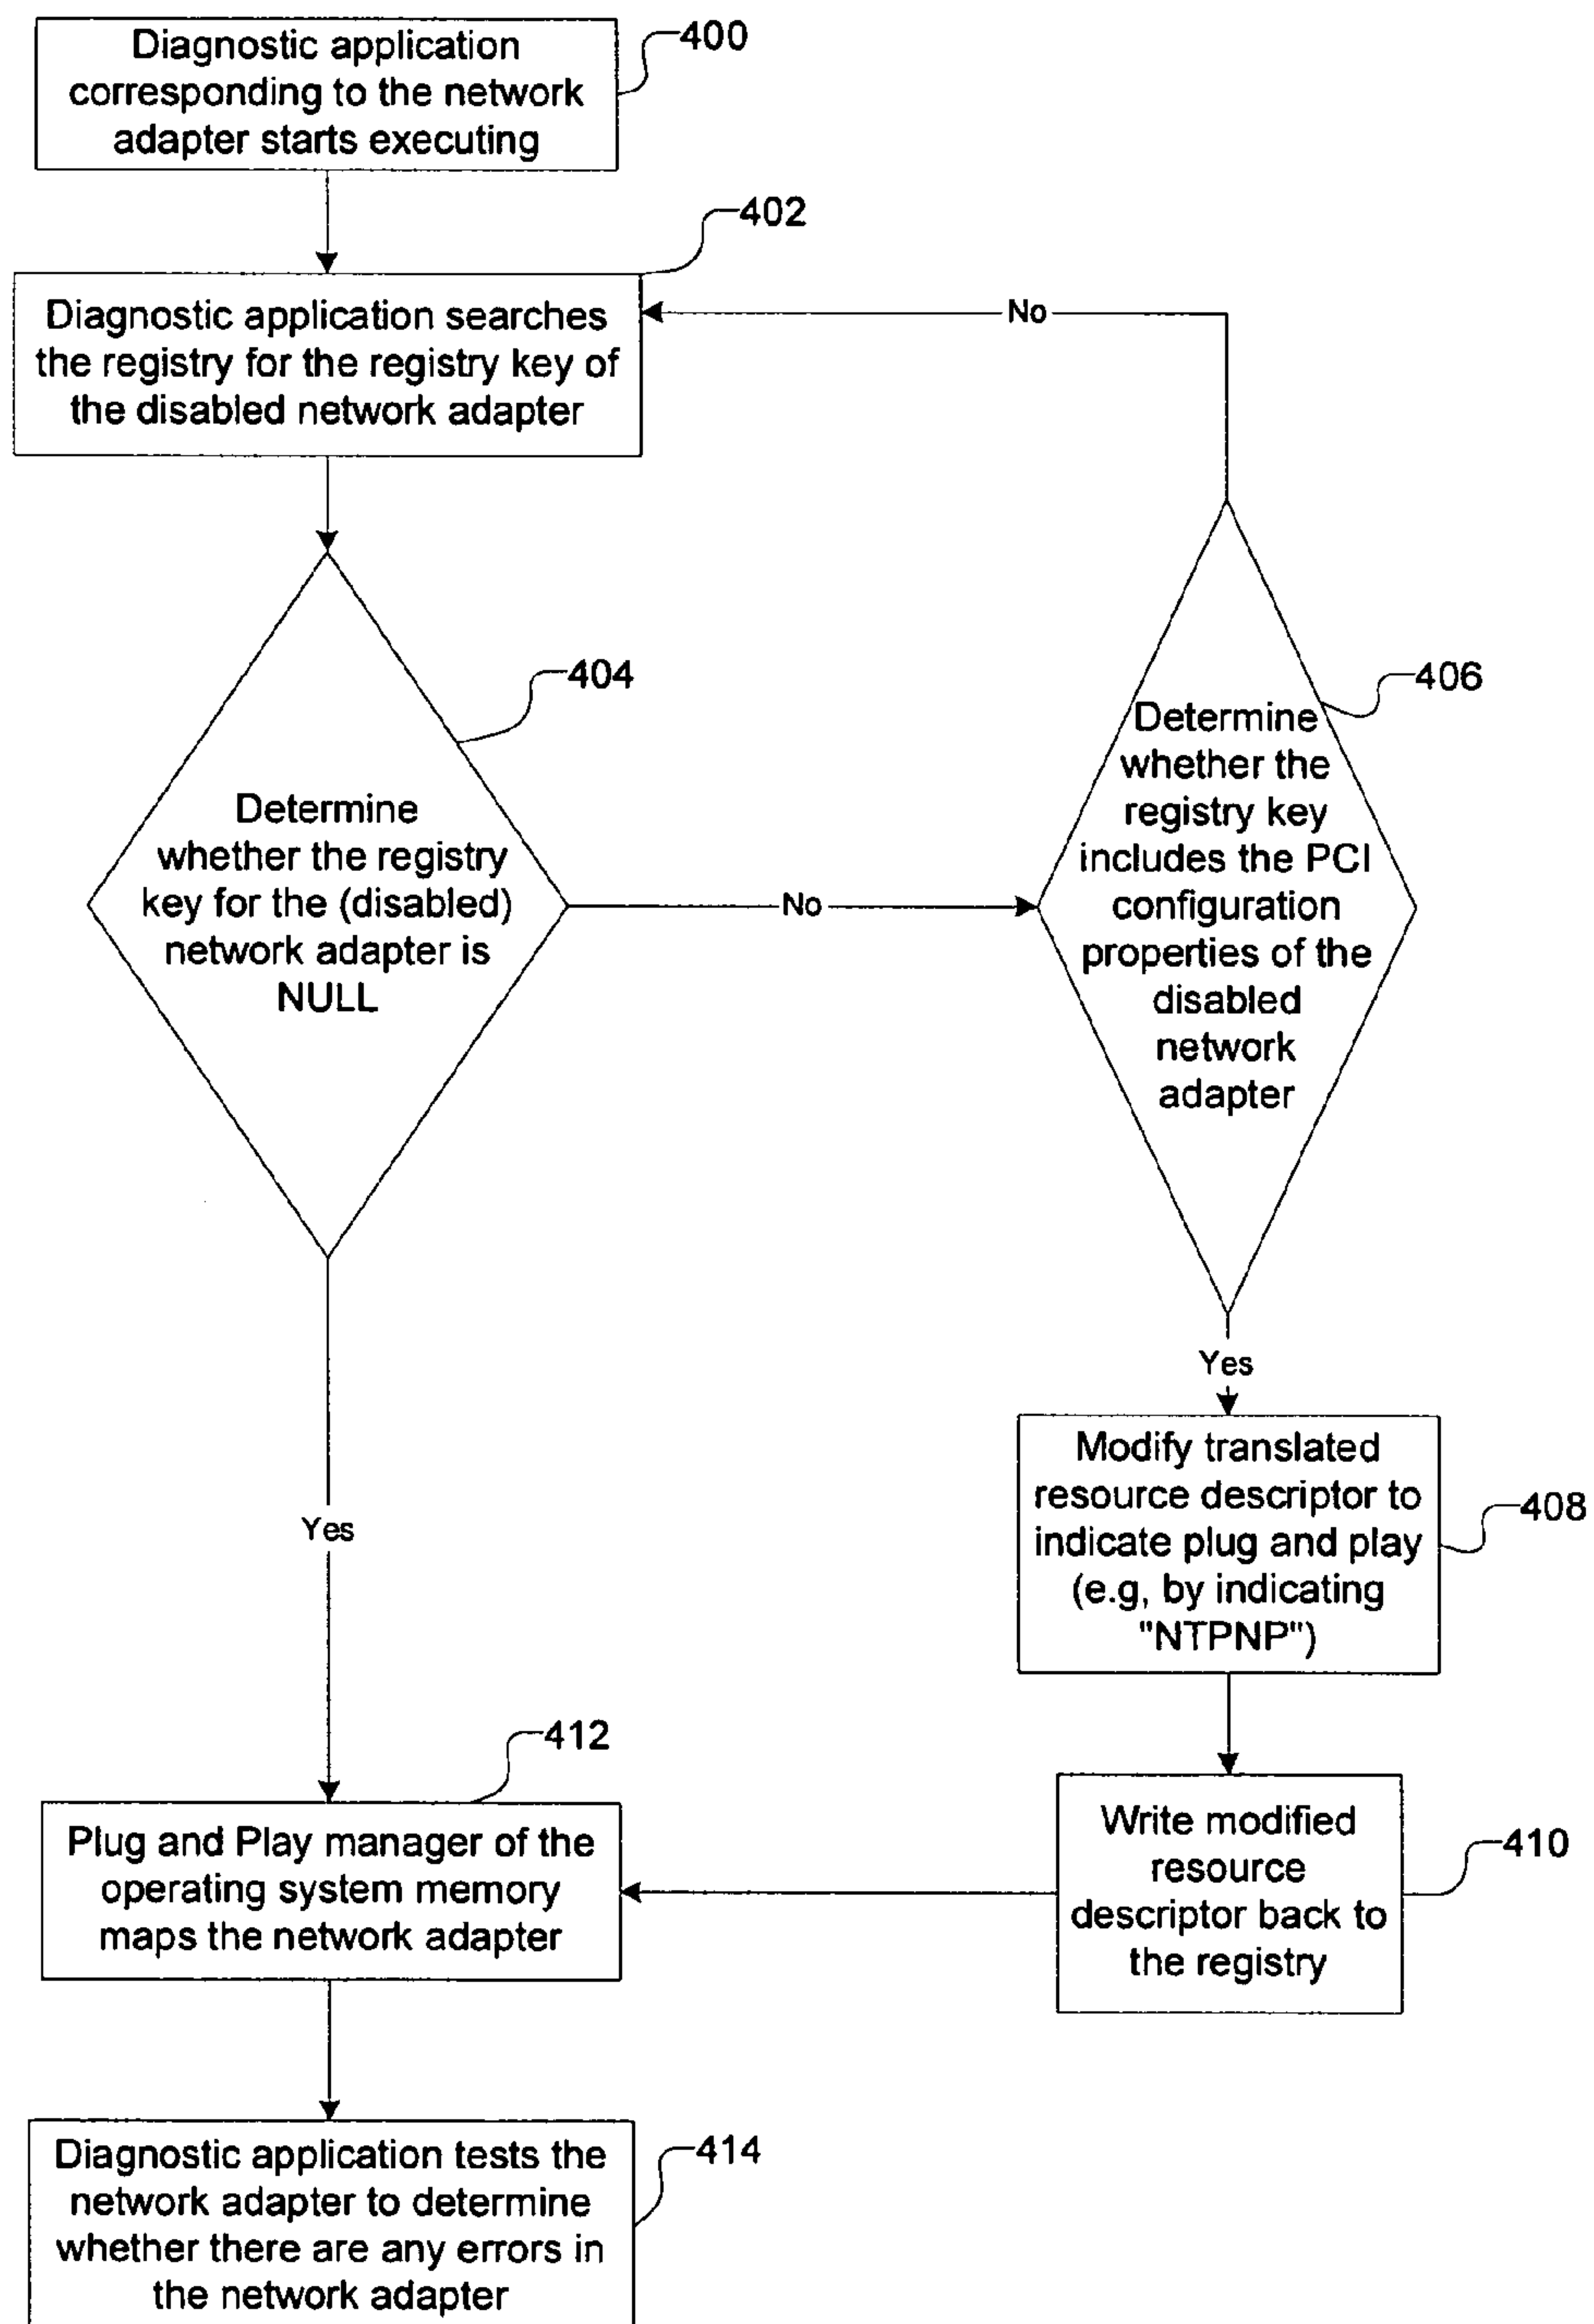 Diagnostic application
corresponding to the network
adapter starts executing
400
402
Diagnostic application searches
the registry for the registry key of
the disabled network adapter
No
404
Determine
whether the registry
key for the (disabled)
network adapter is
NULL
No
406
Determine
whether the
registry key
includes the PCI
configuration
properties of the
disabled
network
adapter
Yes
Modify translated
resource descriptor to
indicate plug and play
(e.g, by indicating
"NTPNP")
408
Yes
Write modified
resource
descriptor back to
the registry
410
412
Plug and Play manager of the
operating system memory
maps the network adapter
Diagnostic application tests the
network adapter to determine
whether there are any errors in
the network adapter
414